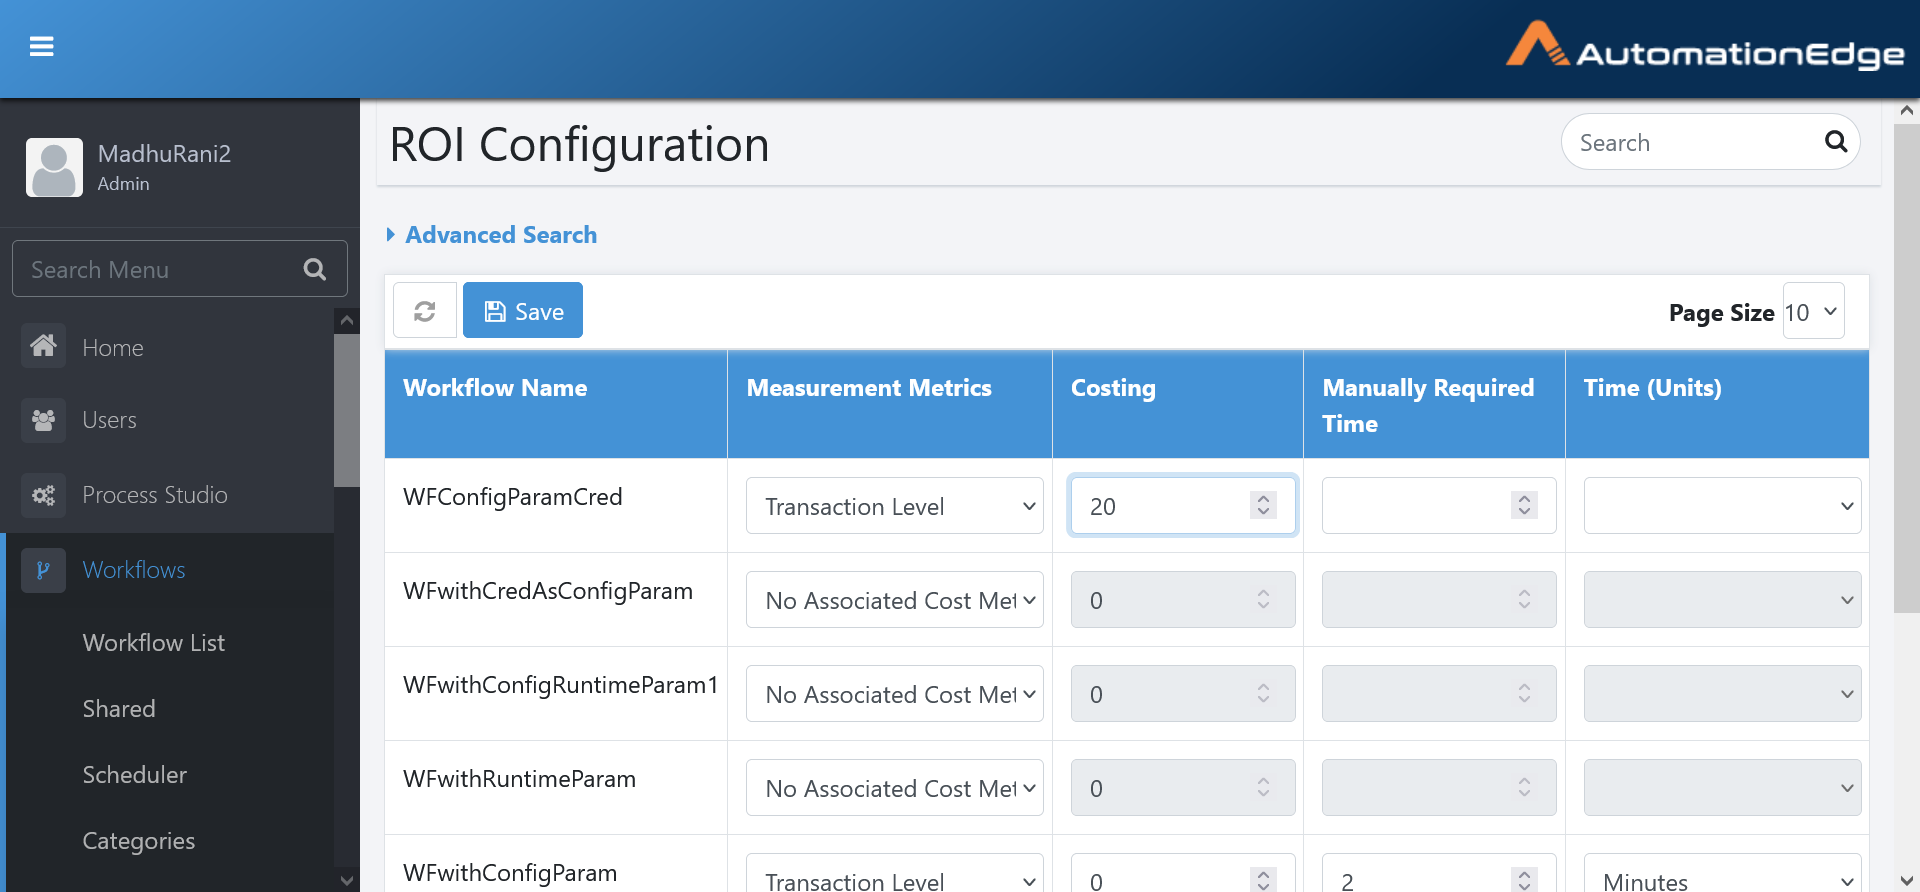 AutomationEdge
MadhuRani2
Admin
Search Menu
Home
Users
Process Studio
Workflows
Workflow List
Shared
Scheduler
Categories
ROI Configuration
Search
Advanced Search
Save
Page Size 10
Workflow Name Measurement Metrics Costing Manually Required Time Time (Units)
WFConfigParamCred Transaction Level 20
WFwithCredAsConfigParam No Associated Cost Met 0
WFwithConfigRuntimeParam1 No Associated Cost Met 0
WFwithRuntimeParam No Associated Cost Met 0
WFwithConfigParam Transaction Level 0 2 Minutes